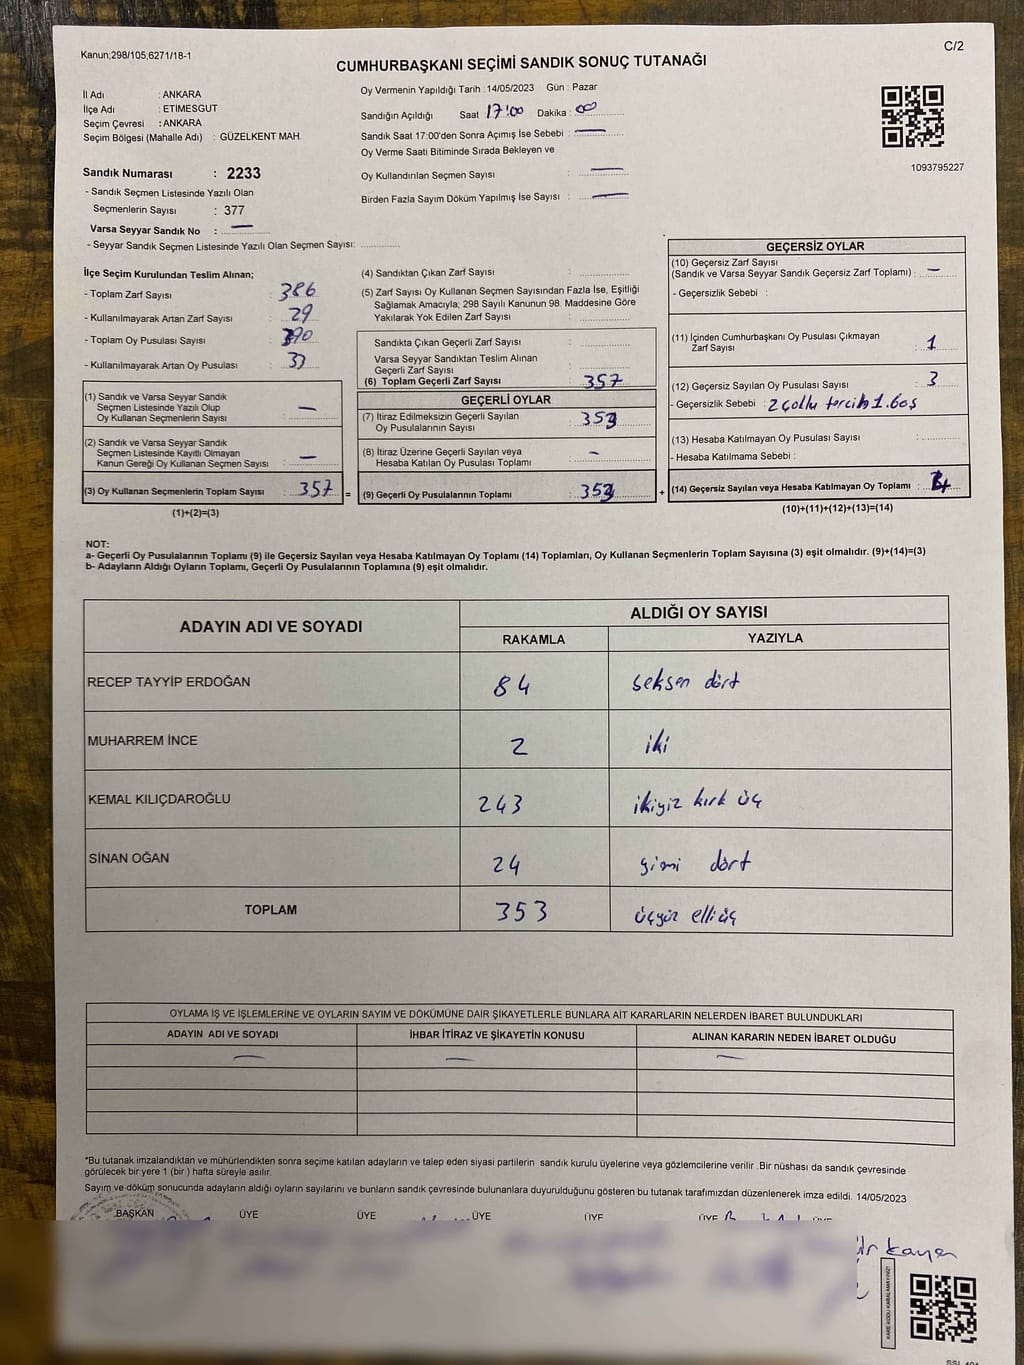 Kanun;298/105,6271/18-1
C/2
CUMHURBAŞKANI SEÇİMİ SANDIK SONUÇ TUTANAĞI
İl Adı : ANKARA
İlçe Adı : ETİMESGUT
Seçim Çevresi : ANKARA
Seçim Bölgesi (Mahalle Adı) : GÜZELKENT MAH.
Oy Vermenin Yapıldığı Tarih : 14/05/2023 Gün : Pazar
Sandığın Açıldığı Saat 17:00 Dakika : 00
Sandık Saat 17:00'den Sonra Açımış İse Sebebi : —
Oy Verme Saati Bitiminde Sırada Bekleyen ve
Oy Kullandırılan Seçmen Sayısı : —
Birden Fazla Sayım Döküm Yapılmış İse Sayısı : —
1093795227
Sandık Numarası : 2233
- Sandık Seçmen Listesinde Yazılı Olan
Seçmenlerin Sayısı : 377
Varsa Seyyar Sandık No : —
- Seyyar Sandık Seçmen Listesinde Yazılı Olan Seçmen Sayısı:
İlçe Seçim Kurulundan Teslim Alınan;
- Toplam Zarf Sayısı : 386
- Kullanılmayarak Artan Zarf Sayısı : 29
- Toplam Oy Pusulası Sayısı : 390
- Kullanılmayarak Artan Oy Pusulası :
(1) Sandık ve Varsa Seyyar Sandık
Seçmen Listesinde Yazılı Olup
Oy Kullanan Seçmenlerin Sayısı : —
(2) Sandık ve Varsa Seyyar Sandık
Seçmen Listesinde Kayıtlı Olmayan
Kanun Gereği Oy Kullanan Seçmen Sayısı : —
(3) Oy Kullanan Seçmenlerin Toplam Sayısı : 357 =
(1)+(2)=(3)
(4) Sandıktan Çıkan Zarf Sayısı :
(5) Zarf Sayısı Oy Kullanan Seçmen Sayısından Fazla İse, Eşitliği
Sağlamak Amacıyla; 298 Sayılı Kanunun 98. Maddesine Göre
Yakılarak Yok Edilen Zarf Sayısı :
Sandıkta Çıkan Geçerli Zarf Sayısı :
Varsa Seyyar Sandıktan Teslim Alınan
Geçerli Zarf Sayısı :
(6) Toplam Geçerli Zarf Sayısı : 357
GEÇERLİ OYLAR
(7) İtiraz Edilmeksizin Geçerli Sayılan
Oy Pusulalarının Sayısı : 353
(8) İtiraz Üzerine Geçerli Sayılan veya
Hesaba Katılan Oy Pusulası Toplamı : –
(9) Geçerli Oy Pusulalarının Toplamı : 353 +
GEÇERSİZ OYLAR
(10) Geçersiz Zarf Sayısı
(Sandık ve Varsa Seyyar Sandık Geçersiz Zarf Toplamı) : —
- Geçersizlik Sebebi :
(11) İçinden Cumhurbaşkanı Oy Pusulası Çıkmayan
Zarf Sayısı : 1
(12) Geçersiz Sayılan Oy Pusulası Sayısı : 3
- Geçersizlik Sebebi : 2 çoklu tercih 1. boş
(13) Hesaba Katılmayan Oy Pusulası Sayısı :
- Hesaba Katılmama Sebebi :
(14) Geçersiz Sayılan veya Hesaba Katılmayan Oy Toplamı : 4
(10)+(11)+(12)+(13)=(14)
NOT:
a- Geçerli Oy Pusulalarının Toplamı (9) ile Geçersiz Sayılan veya Hesaba Katılmayan Oy Toplamı (14) Toplamları, Oy Kullanan Seçmenlerin Toplam Sayısına (3) eşit olmalıdır. (9)+(14)=(3)
b- Adayların Aldığı Oyların Toplamı, Geçerli Oy Pusulalarının Toplamına (9) eşit olmalıdır.
ADAYIN ADI VE SOYADI ALDIĞI OY SAYISI
RAKAMLA YAZIYLA
RECEP TAYYİP ERDOĞAN 84 seksen dört
MUHARREM İNCE 2 iki
KEMAL KILIÇDAROĞLU 243 ikiyüz kırk üç
SİNAN OĞAN 24 yirmi dört
TOPLAM 353 üçyüz elli üç
OYLAMA İŞ VE İŞLEMLERİNE VE OYLARIN SAYIM VE DÖKÜMÜNE DAİR ŞİKAYETLERLE BUNLARA AİT KARARLARIN NELERDEN İBARET BULUNDUKLARI
ADAYIN ADI VE SOYADI İHBAR İTİRAZ VE ŞİKAYETİN KONUSU ALINAN KARARIN NEDEN İBARET OLDUĞU
— — —
*Bu tutanak imzalandıktan ve mühürlendikten sonra seçime katılan adayların ve talep eden siyasi partilerin sandık kurulu üyelerine veya gözlemcilerine verilir .Bir nüshası da sandık çevresinde
görülecek bir yere 1 (bir ) hafta süreyle asılır.
Sayım ve döküm sonucunda adayların aldığı oyların sayılarını ve bunların sandık çevresinde bulunanlara duyurulduğunu gösteren bu tutanak tarafımızdan düzenlenerek imza edildi. 14/05/2023
BAŞKAN ÜYE ÜYE ÜYE ÜYE ÜYE ÜYE
KARE KODU KARALAMAYINIZ!